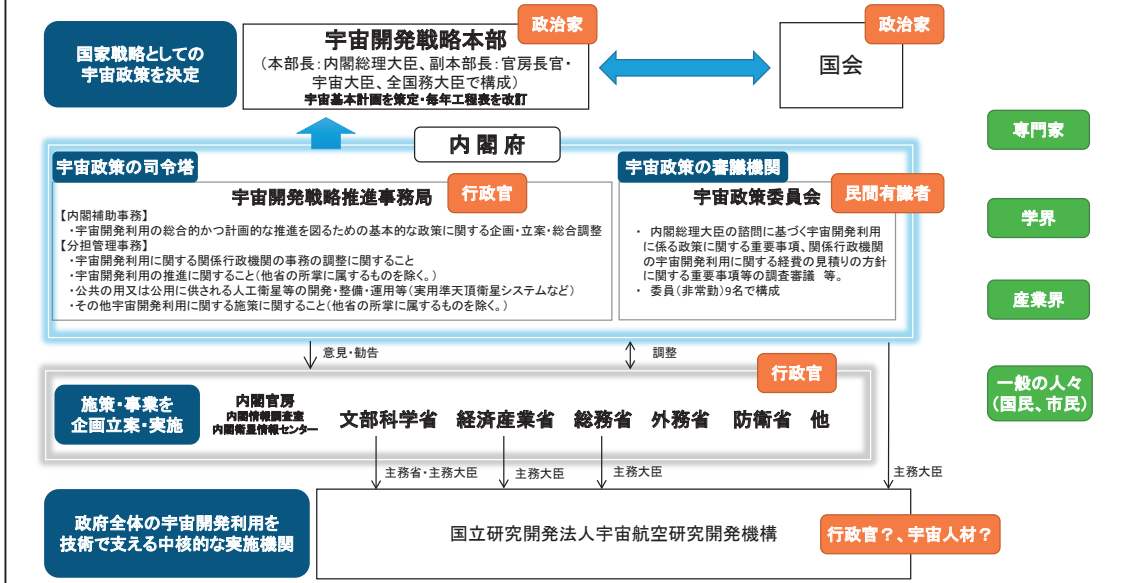 国家戦略としての
宇宙政策を決定
宇宙開発戦略本部
(本部長:内閣総理大臣、副本部長:官房長官・
宇宙大臣、全国務大臣で構成)
宇宙基本計画を策定・毎年工程表を改訂
政治家
国会
政治家
内閣府
宇宙政策の司令塔
宇宙開発戦略推進事務局
行政官
【内閣補助事務】
・宇宙開発利用の総合的かつ計画的な推進を図るための基本的な政策に関する企画・立案・総合調整
【分担管理事務】
・宇宙開発利用に関する関係行政機関の事務の調整に関すること
・宇宙開発利用の推進に関すること(他省の所掌に属するものを除く。)
・公共の用又は公用に供される人工衛星等の開発・整備・運用等(実用準天頂衛星システムなど)
・その他宇宙開発利用に関する施策に関すること(他省の所掌に属するものを除く。)
宇宙政策の審議機関
宇宙政策委員会
民間有識者
・ 内閣総理大臣の諮問に基づく宇宙開発利用
に係る政策に関する重要事項、関係行政機関
の宇宙開発利用に関する経費の見積りの方針
に関する重要事項等の調査審議 等。
・ 委員(非常勤)9名で構成
意見・勧告
調整
行政官
施策・事業を
企画立案・実施
内閣官房
内閣情報調査室
内閣衛星情報センター
文部科学省 経済産業省 総務省 外務省 防衛省 他
主務省・主務大臣
主務大臣
主務大臣
主務大臣
政府全体の宇宙開発利用を
技術で支える中核的な実施機関
国立研究開発法人宇宙航空研究開発機構
行政官?、宇宙人材?
専門家
学界
産業界
一般の人々
(国民、市民)